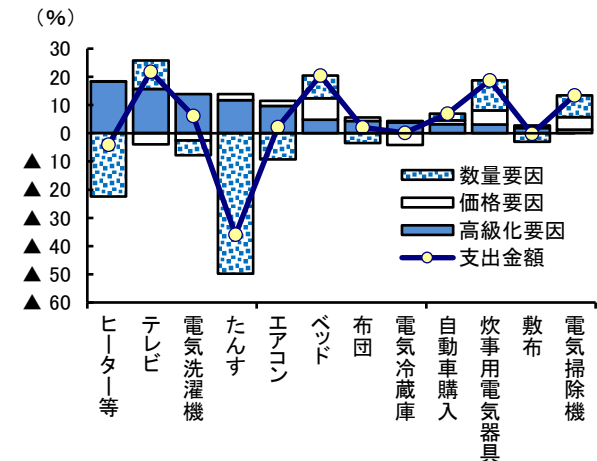 （％）
30
20
10
0
▲ 10
▲ 20
▲ 30
▲ 40
▲ 50
▲ 60
数量要因
価格要因
高級化要因
支出金額
ヒーター等
テレビ
電気洗濯機
たんす
エアコン
ベッド
布団
電気冷蔵庫
自動車購入
炊事用電気器具
敷布
電気掃除機